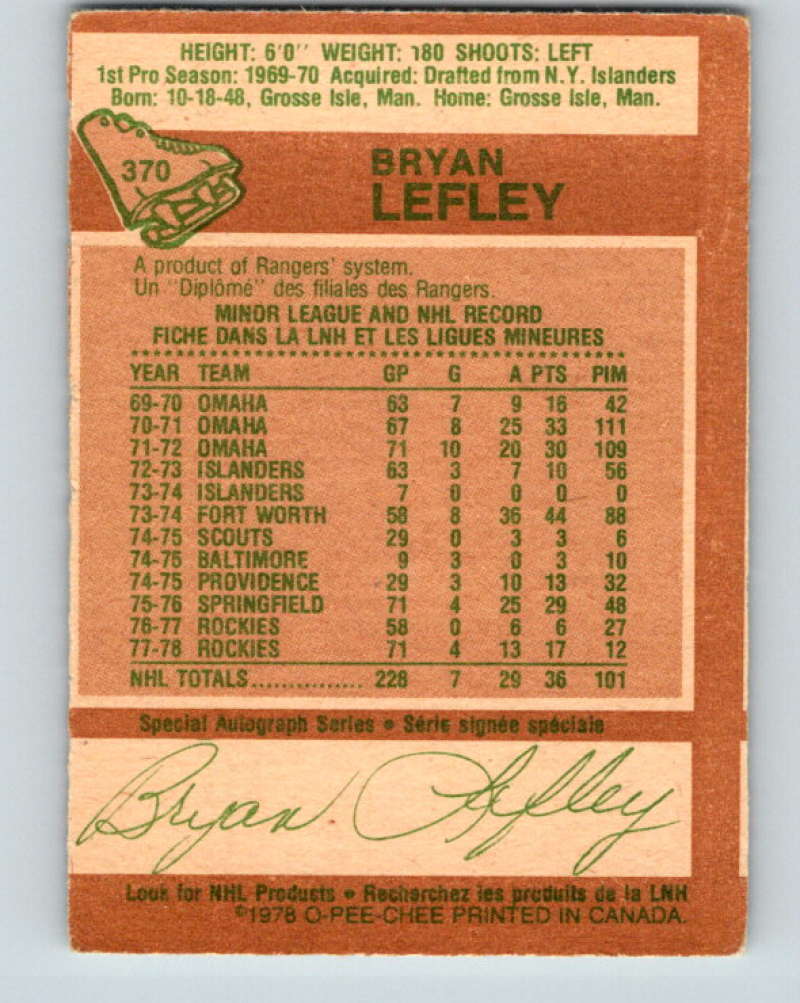 HEIGHT: 6'0'' WEIGHT: 180 SHOOTS: LEFT
1st Pro Season: 1969-70 Acquired: Drafted from N.Y. Islanders
Born: 10-18-48, Grosse Isle, Man. Home: Grosse Isle, Man.
370
BRYAN
LEFLEY
A product of Rangers' system.
Un "Diplômé" des filiales des Rangers.
MINOR LEAGUE AND NHL RECORD
FICHE DANS LA LNH ET LES LIGUES MINEURES
YEAR TEAM GP G A PTS PIM
69-70 OMAHA 63 7 9 16 42
70-71 OMAHA 67 8 25 33 111
71-72 OMAHA 71 10 20 30 109
72-73 ISLANDERS 63 3 7 10 56
73-74 ISLANDERS 7 0 0 0 0
73-74 FORT WORTH 58 8 36 44 88
74-75 SCOUTS 29 0 3 3 6
74-75 BALTIMORE 9 3 0 3 10
74-75 PROVIDENCE 29 3 10 13 32
75-76 SPRINGFIELD 71 4 25 29 48
76-77 ROCKIES 58 0 6 6 27
77-78 ROCKIES 71 4 13 17 12
NHL TOTALS............... 228 7 29 36 101
Special Autograph Series • Série signée spéciale
Bryan Lefley
Look for NHL Products • Recherchez les produits de la LNH
©1978 O-PEE-CHEE PRINTED IN CANADA.